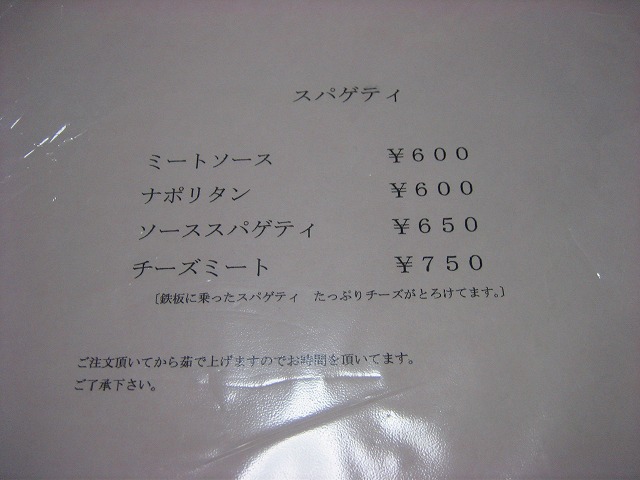 スパゲティ
ミートソース ￥６００
ナポリタン ￥６００
ソーススパゲティ ￥６５０
チーズミート ￥７５０
〔鉄板に乗ったスパゲティ　たっぷりチーズがとろけてます。〕
ご注文頂いてから茹で上げますのでお時間を頂いてます。
ご了承下さい。